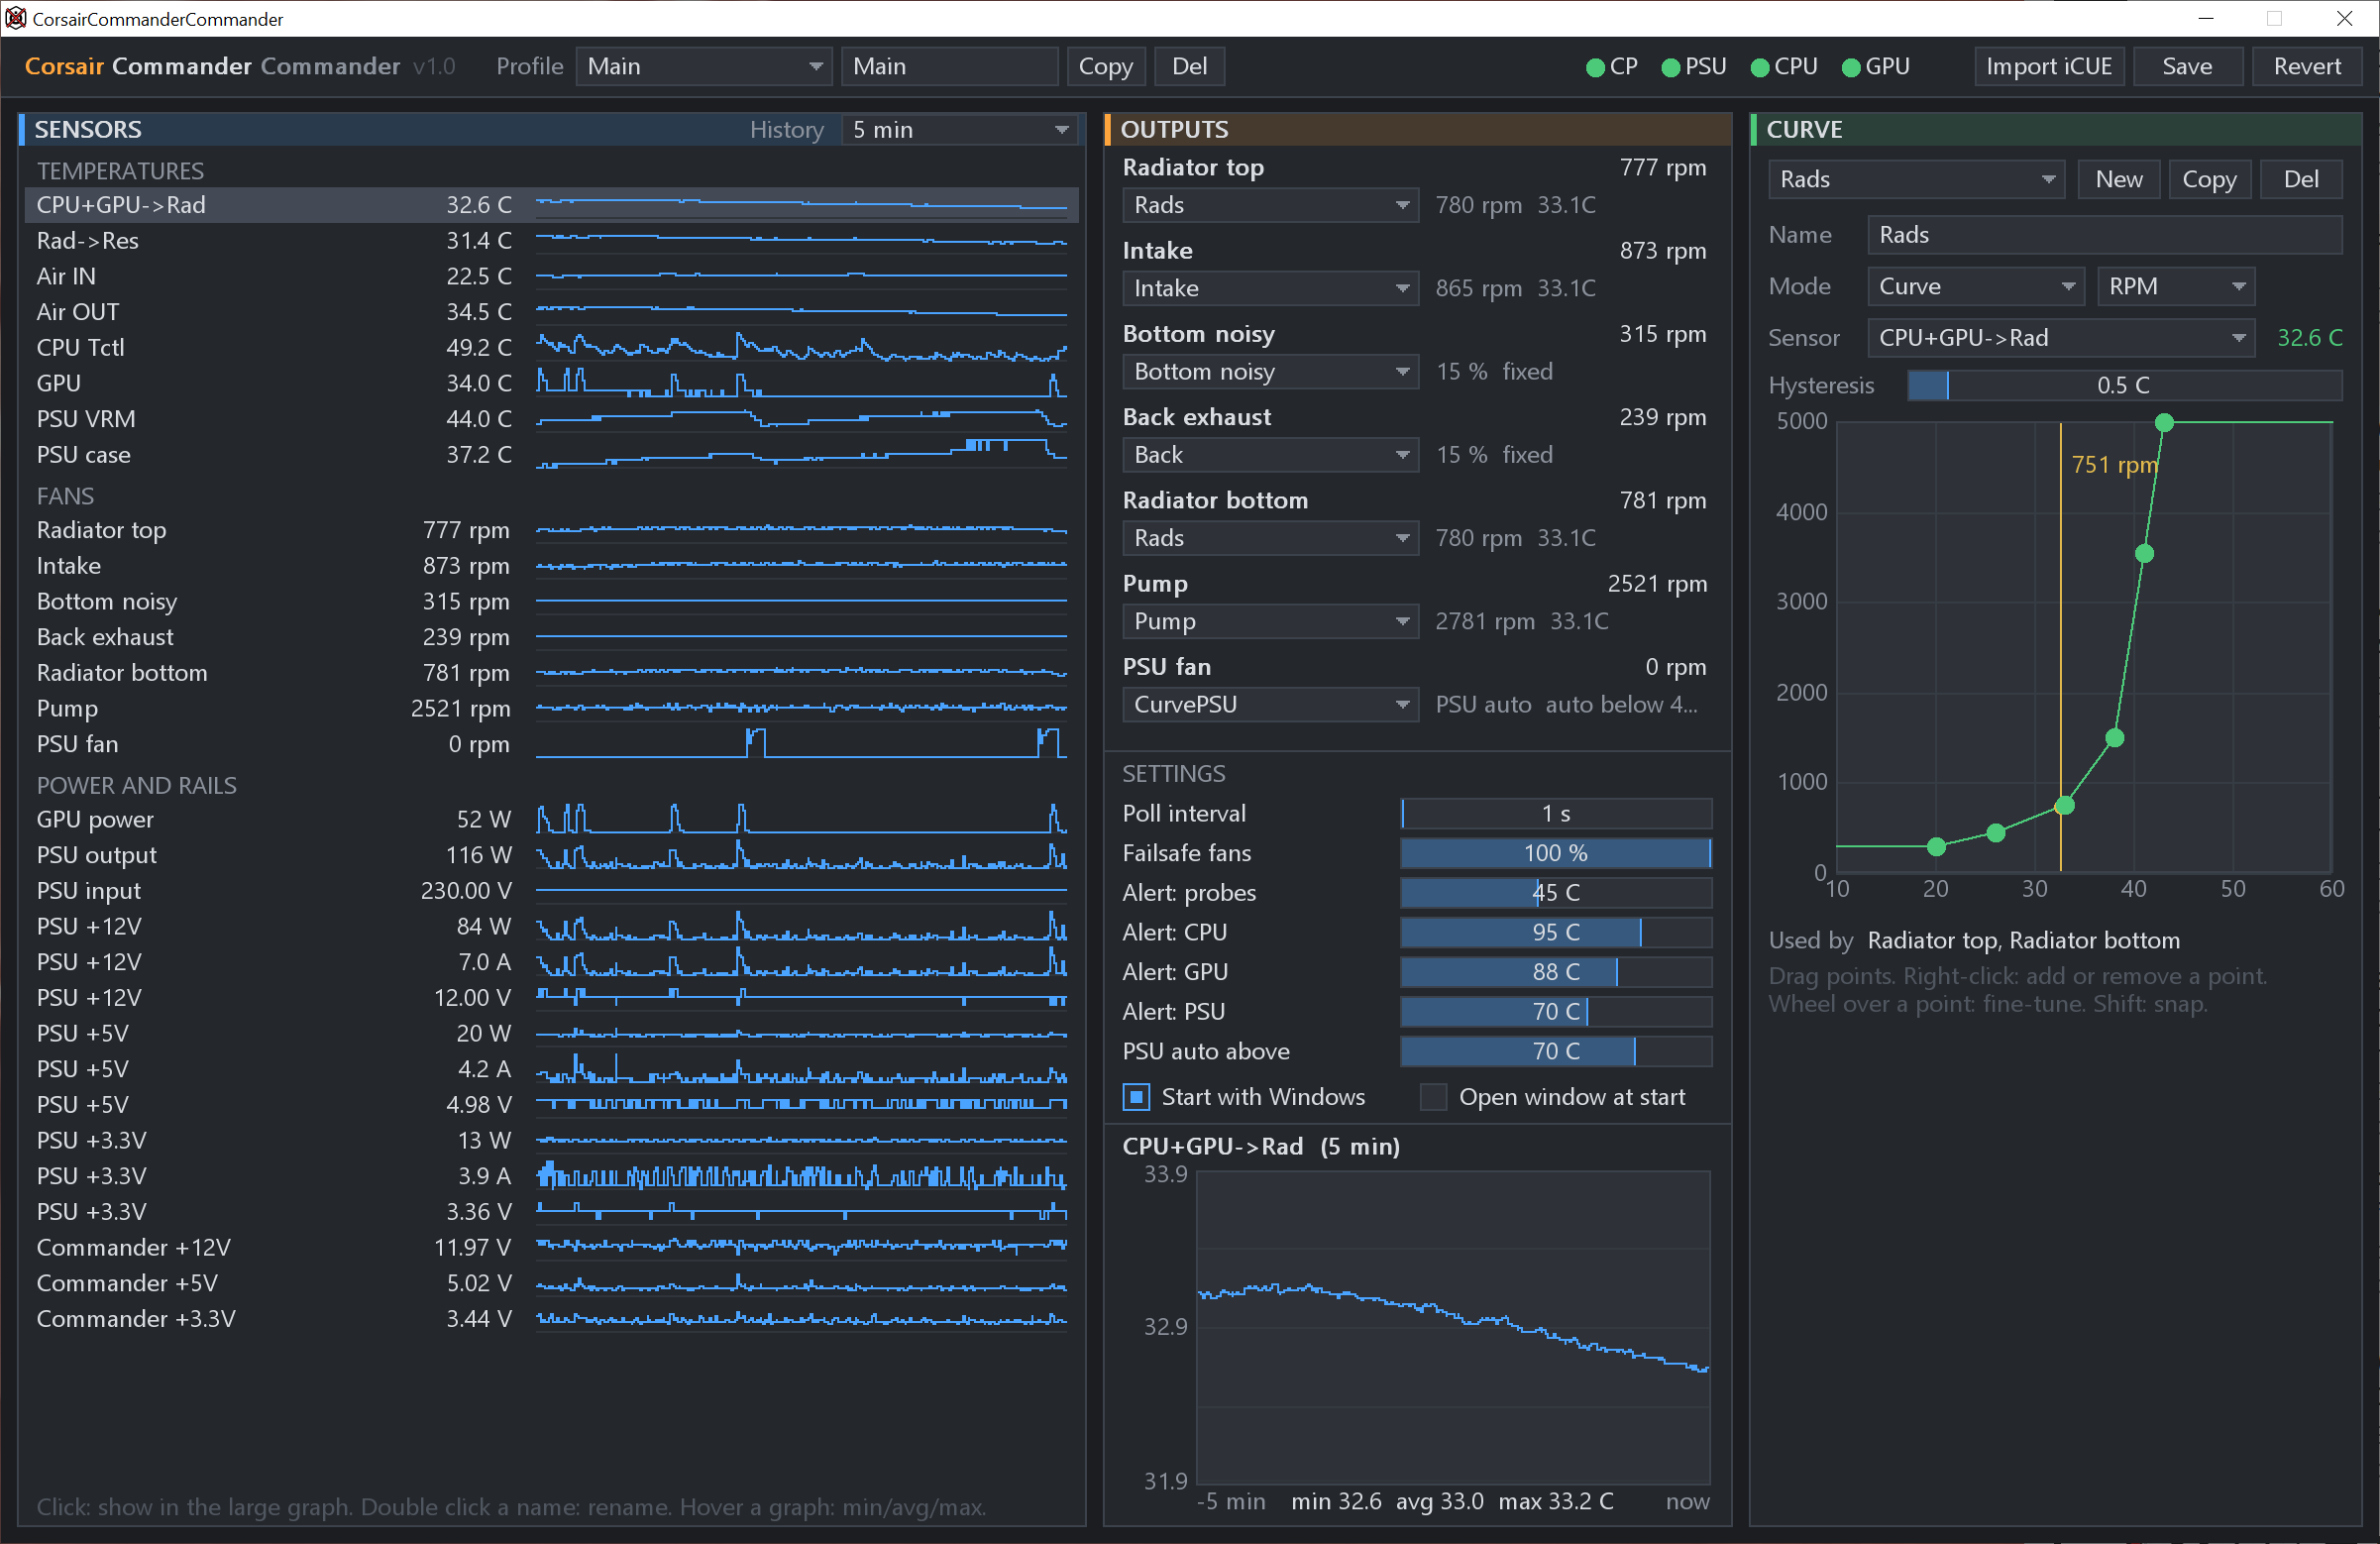 CorsairCommanderCommander
Corsair Commander Commander v1.0 Profile Main Main Copy Del CP PSU CPU GPU Import iCUE Save Revert
SENSORS History 5 min
TEMPERATURES
CPU+GPU->Rad 32.6 C
Rad->Res 31.4 C
Air IN 22.5 C
Air OUT 34.5 C
CPU Tctl 49.2 C
GPU 34.0 C
PSU VRM 44.0 C
PSU case 37.2 C
FANS
Radiator top 777 rpm
Intake 873 rpm
Bottom noisy 315 rpm
Back exhaust 239 rpm
Radiator bottom 781 rpm
Pump 2521 rpm
PSU fan 0 rpm
POWER AND RAILS
GPU power 52 W
PSU output 116 W
PSU input 230.00 V
PSU +12V 84 W
PSU +12V 7.0 A
PSU +12V 12.00 V
PSU +5V 20 W
PSU +5V 4.2 A
PSU +5V 4.98 V
PSU +3.3V 13 W
PSU +3.3V 3.9 A
PSU +3.3V 3.36 V
Commander +12V 11.97 V
Commander +5V 5.02 V
Commander +3.3V 3.44 V
Click: show in the large graph. Double click a name: rename. Hover a graph: min/avg/max.
OUTPUTS
Radiator top 777 rpm
Rads 780 rpm 33.1C
Intake 873 rpm
Intake 865 rpm 33.1C
Bottom noisy 315 rpm
Bottom noisy 15 % fixed
Back exhaust 239 rpm
Back 15 % fixed
Radiator bottom 781 rpm
Rads 780 rpm 33.1C
Pump 2521 rpm
Pump 2781 rpm 33.1C
PSU fan 0 rpm
CurvePSU PSU auto auto below 4...
SETTINGS
Poll interval 1 s
Failsafe fans 100 %
Alert: probes 45 C
Alert: CPU 95 C
Alert: GPU 88 C
Alert: PSU 70 C
PSU auto above 70 C
Start with Windows Open window at start
CPU+GPU->Rad (5 min)
33.9
32.9
31.9
-5 min min 32.6 avg 33.0 max 33.2 C now
CURVE
Rads New Copy Del
Name Rads
Mode Curve RPM
Sensor CPU+GPU->Rad 32.6 C
Hysteresis 0.5 C
5000
751 rpm
4000
3000
2000
1000
0
10 20 30 40 50 60
Used by Radiator top, Radiator bottom
Drag points. Right-click: add or remove a point.
Wheel over a point: fine-tune. Shift: snap.